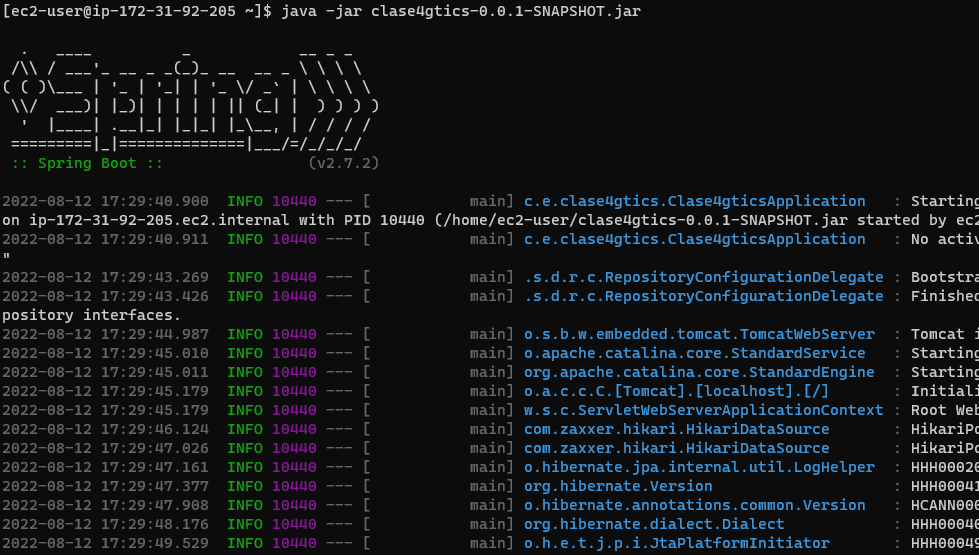 [ec2-user@ip-172-31-92-205 ~]$ java -jar clase4gtics-0.0.1-SNAPSHOT.jar
  .   ____          _            __ _ _
 /\\ / ___'_ __ _ _(_)_ __  __ _ \ \ \ \
( ( )\___ | '_ | '_| | '_ \/ _` | \ \ \ \
 \\/  ___)| |_)| | | | | || (_| |  ) ) ) )
  '  |____| .__|_| |_|_| |_\__, | / / / /
 =========|_|==============|___/=/_/_/_/
 :: Spring Boot ::                (v2.7.2)
2022-08-12 17:29:40.900  INFO 10440 --- [           main] c.e.clase4gtics.Clase4gticsApplication   : Starting
on ip-172-31-92-205.ec2.internal with PID 10440 (/home/ec2-user/clase4gtics-0.0.1-SNAPSHOT.jar started by ec2
2022-08-12 17:29:40.911  INFO 10440 --- [           main] c.e.clase4gtics.Clase4gticsApplication   : No activ
"
2022-08-12 17:29:43.269  INFO 10440 --- [           main] .s.d.r.c.RepositoryConfigurationDelegate : Bootstra
2022-08-12 17:29:43.426  INFO 10440 --- [           main] .s.d.r.c.RepositoryConfigurationDelegate : Finished
pository interfaces.
2022-08-12 17:29:44.987  INFO 10440 --- [           main] o.s.b.w.embedded.tomcat.TomcatWebServer  : Tomcat i
2022-08-12 17:29:45.010  INFO 10440 --- [           main] o.apache.catalina.core.StandardService   : Starting
2022-08-12 17:29:45.011  INFO 10440 --- [           main] org.apache.catalina.core.StandardEngine  : Starting
2022-08-12 17:29:45.179  INFO 10440 --- [           main] o.a.c.c.C.[Tomcat].[localhost].[/]       : Initiali
2022-08-12 17:29:45.179  INFO 10440 --- [           main] w.s.c.ServletWebServerApplicationContext : Root Web
2022-08-12 17:29:46.124  INFO 10440 --- [           main] com.zaxxer.hikari.HikariDataSource       : HikariPo
2022-08-12 17:29:47.026  INFO 10440 --- [           main] com.zaxxer.hikari.HikariDataSource       : HikariPo
2022-08-12 17:29:47.161  INFO 10440 --- [           main] o.hibernate.jpa.internal.util.LogHelper  : HHH00020
2022-08-12 17:29:47.377  INFO 10440 --- [           main] org.hibernate.Version                    : HHH00041
2022-08-12 17:29:47.908  INFO 10440 --- [           main] o.hibernate.annotations.common.Version   : HCANN000
2022-08-12 17:29:48.176  INFO 10440 --- [           main] org.hibernate.dialect.Dialect            : HHH00040
2022-08-12 17:29:49.529  INFO 10440 --- [           main] o.h.e.t.j.p.i.JtaPlatformInitiator       : HHH00049